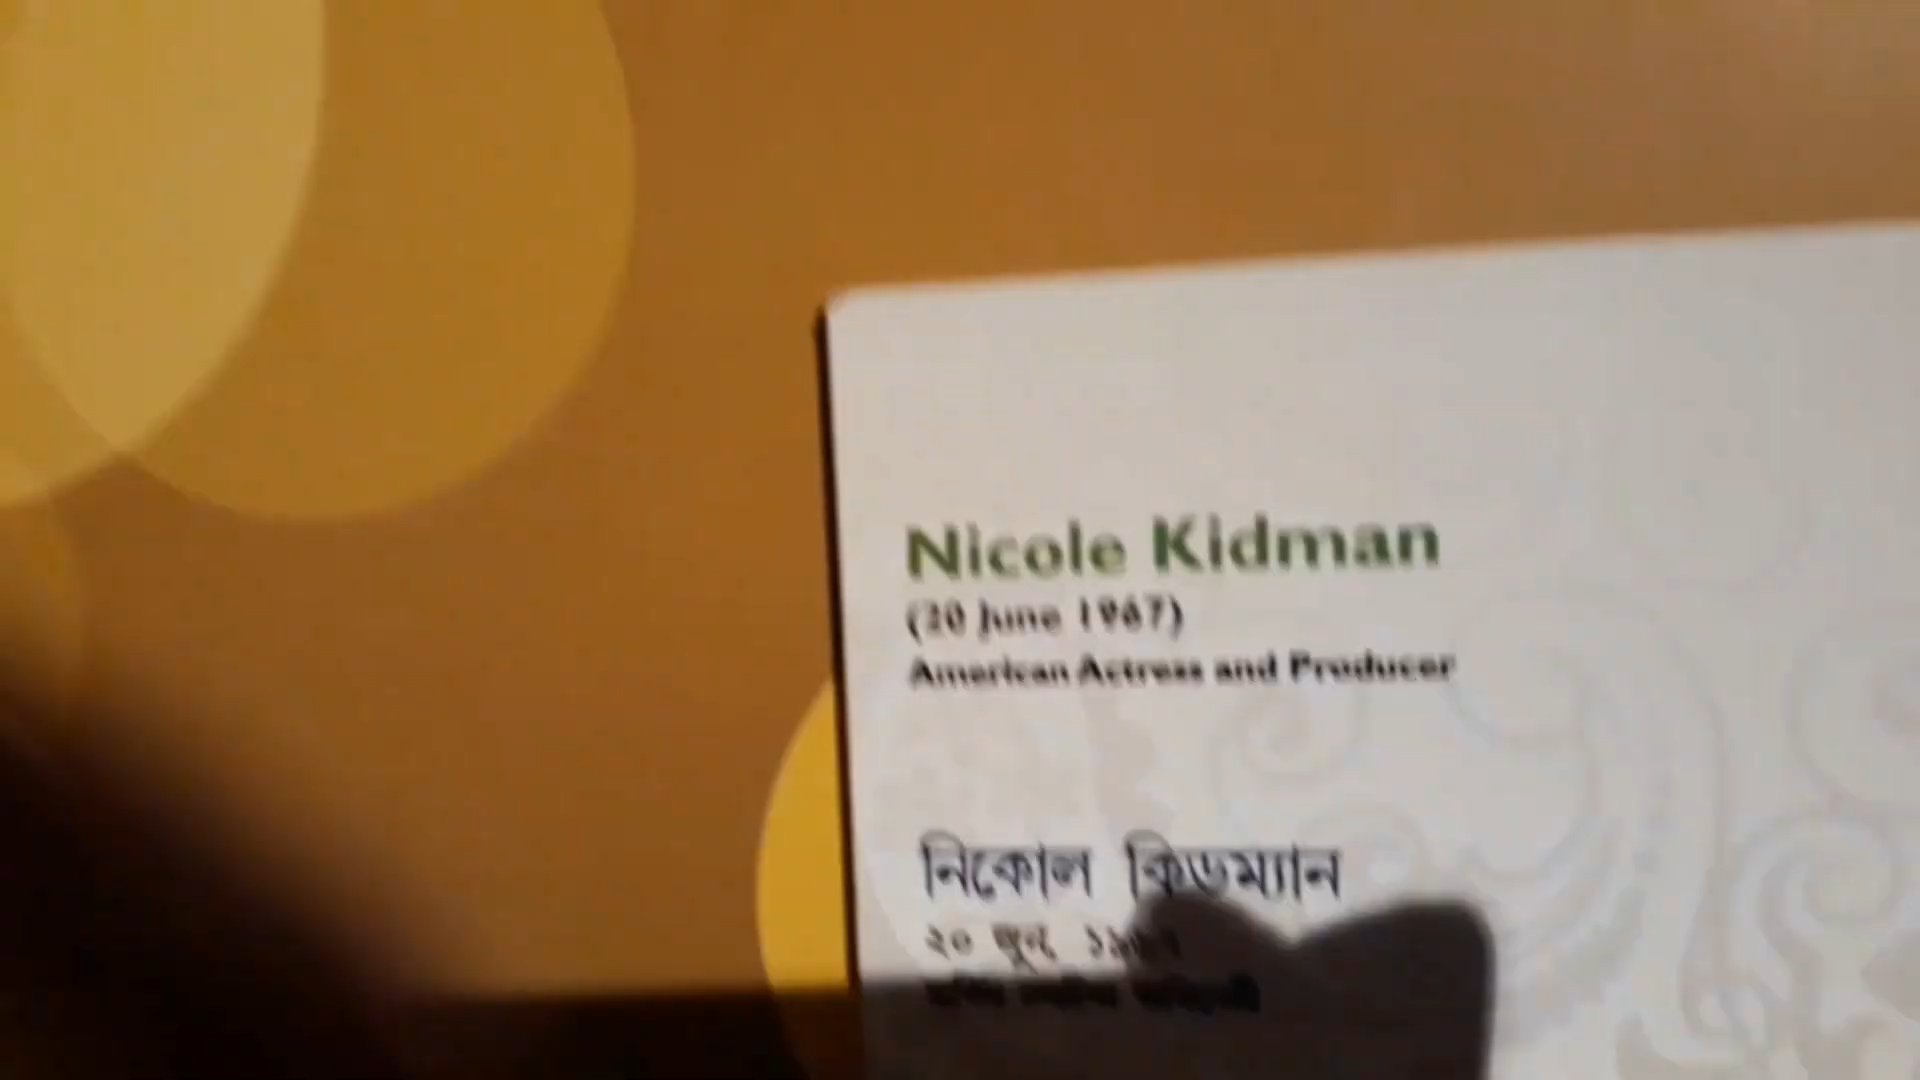 Nicole Kidman
(20 June 1967)
American Actress and Producer
নিকোল কিডম্যান
২০ জুন,